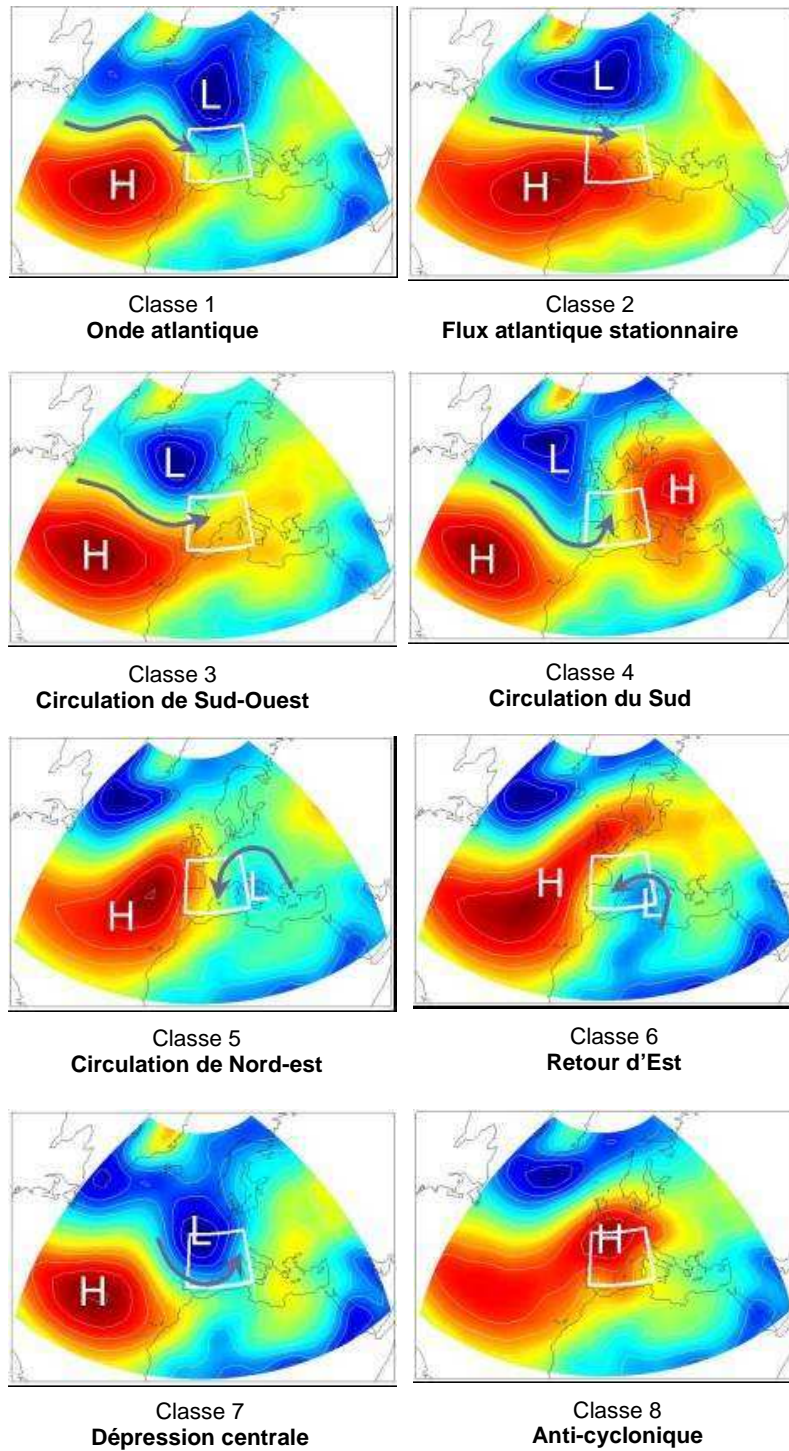 L
H
L
H
Classe 1
Onde atlantique
Classe 2
Flux atlantique stationnaire
L
H
L
H
H
Classe 3
Circulation de Sud-Ouest
Classe 4
Circulation du Sud
H
L
H
L
Classe 5
Circulation de Nord-est
Classe 6
Retour d’Est
L
H
H
Classe 7
Dépression centrale
Classe 8
Anti-cyclonique